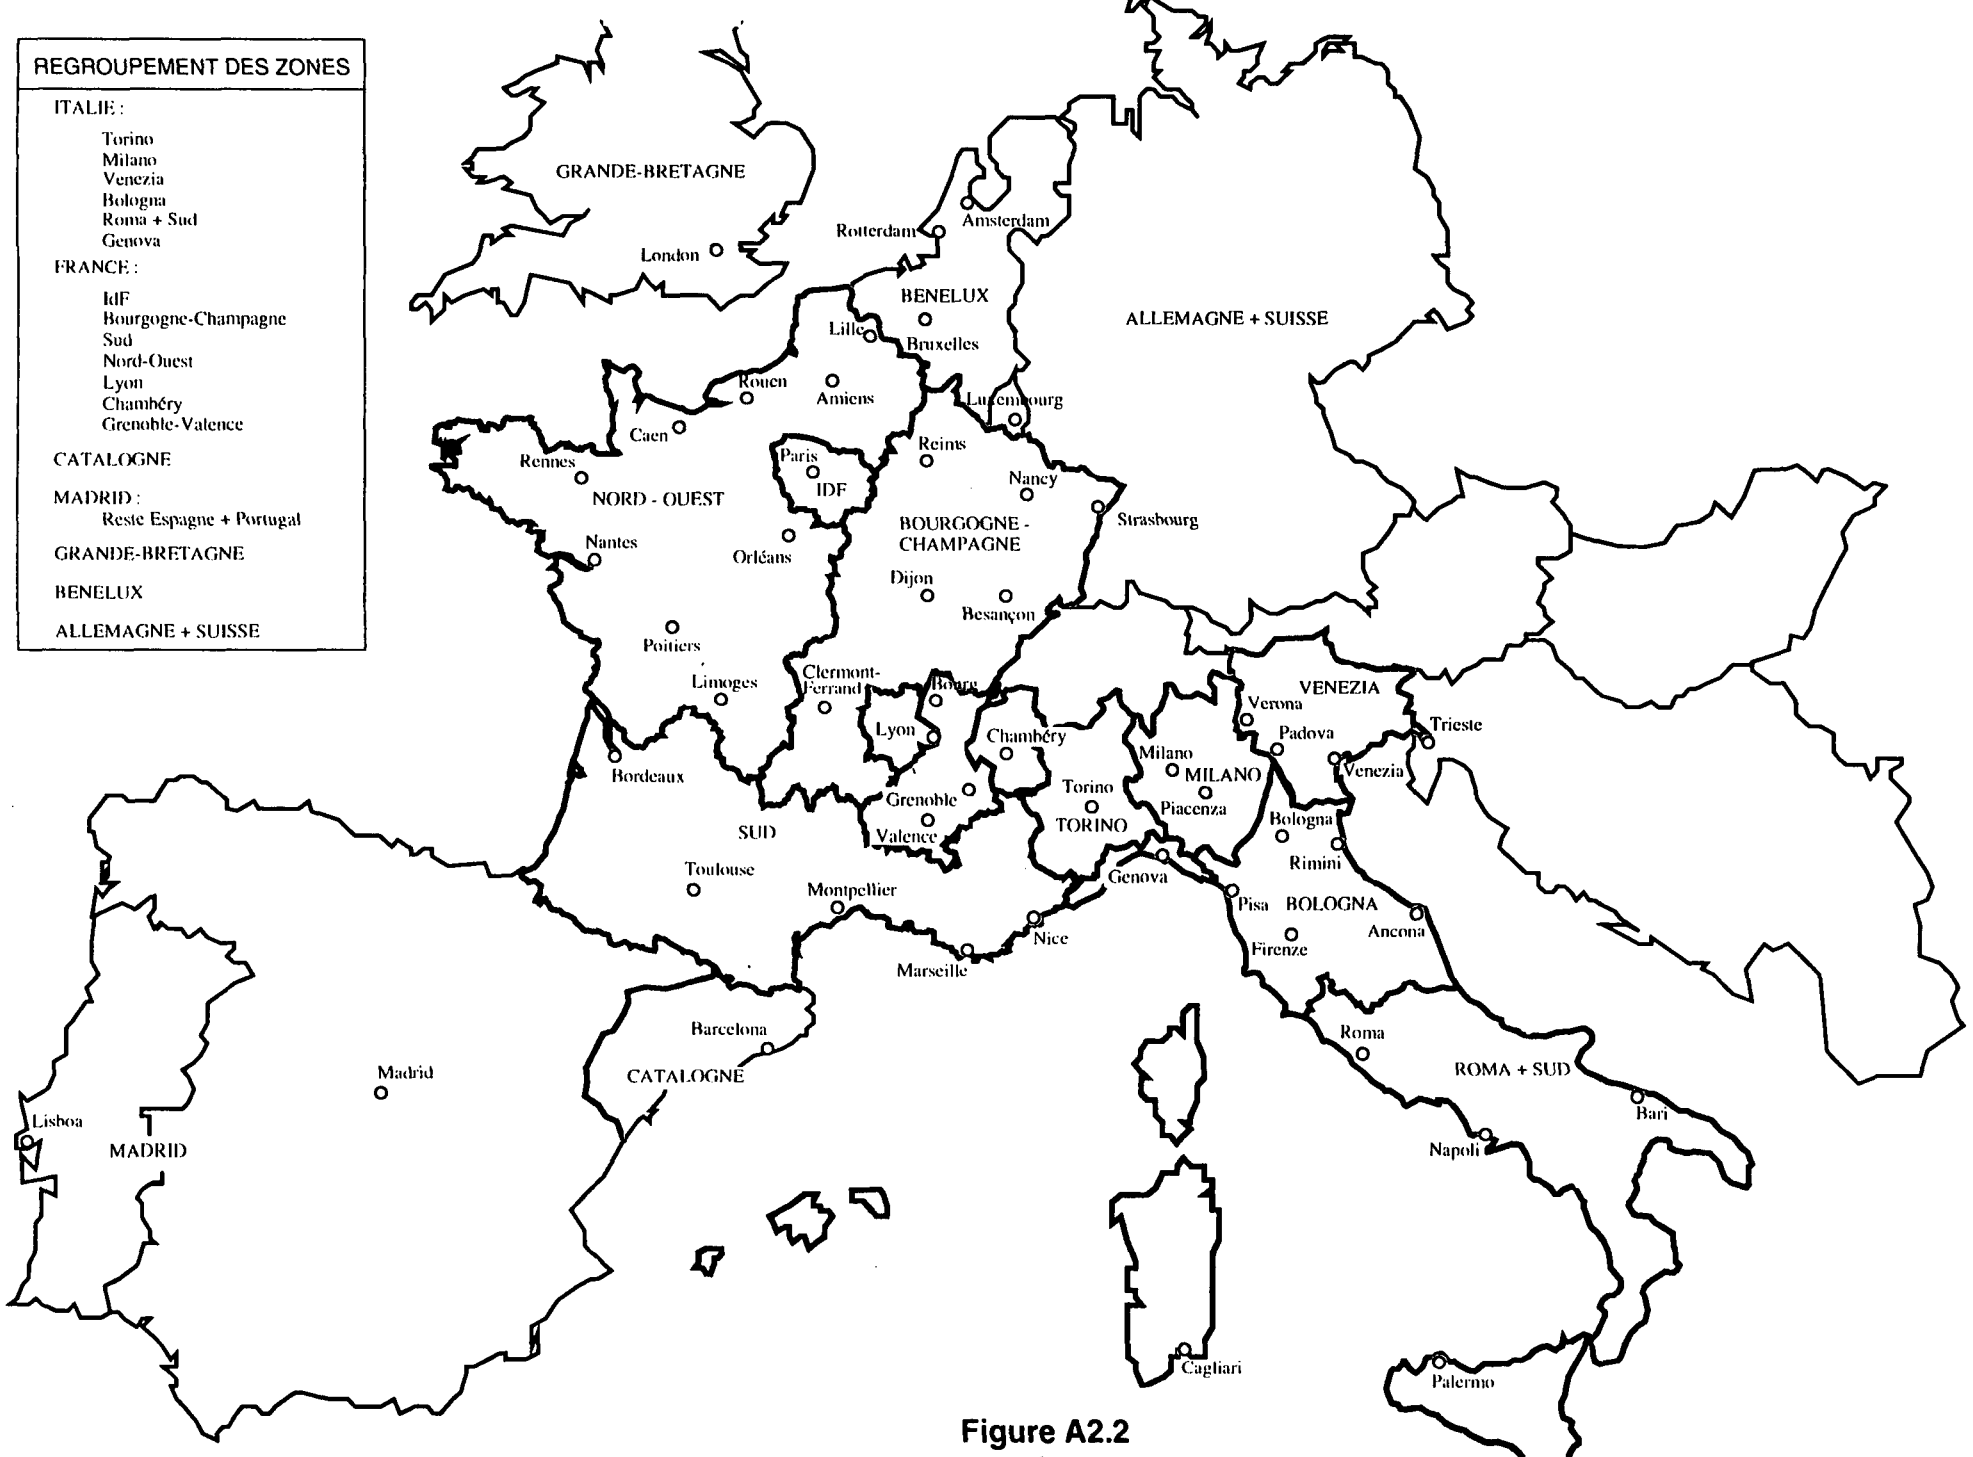 REGROUPEMENT DES ZONES
ITALIE :
Torino
Milano
Venezia
Bologna
Roma + Sud
Genova
FRANCE :
IdF
Bourgogne-Champagne
Sud
Nord-Ouest
Lyon
Chambéry
Grenoble-Valence
CATALOGNE
MADRID :
Reste Espagne + Portugal
GRANDE-BRETAGNE
BENELUX
ALLEMAGNE + SUISSE
GRANDE-BRETAGNE
London
Amsterdam
Rotterdam
BENELUX
ALLEMAGNE + SUISSE
Lille
Bruxelles
Rouen
Amiens
Luxembourg
Caen
Reims
Rennes
Paris
IDF
Nancy
NORD - OUEST
Strasbourg
BOURGOGNE -
CHAMPAGNE
Nantes
Orléans
Dijon
Besançon
Poitiers
Limoges
Clermont-
Ferrand
Bourg
VENEZIA
Verona
Lyon
Chambéry
Padova
Trieste
Milano
MILANO
Venezia
Bordeaux
Torino
Piacenza
Grenoble
TORINO
Bologna
SUD
Valence
Rimini
Toulouse
Montpellier
Genova
Pisa
BOLOGNA
Ancona
Nice
Firenze
Marseille
Barcelona
Roma
CATALOGNE
ROMA + SUD
Madrid
Bari
Lisboa
MADRID
Napoli
Cagliari
Palermo
Figure A2.2